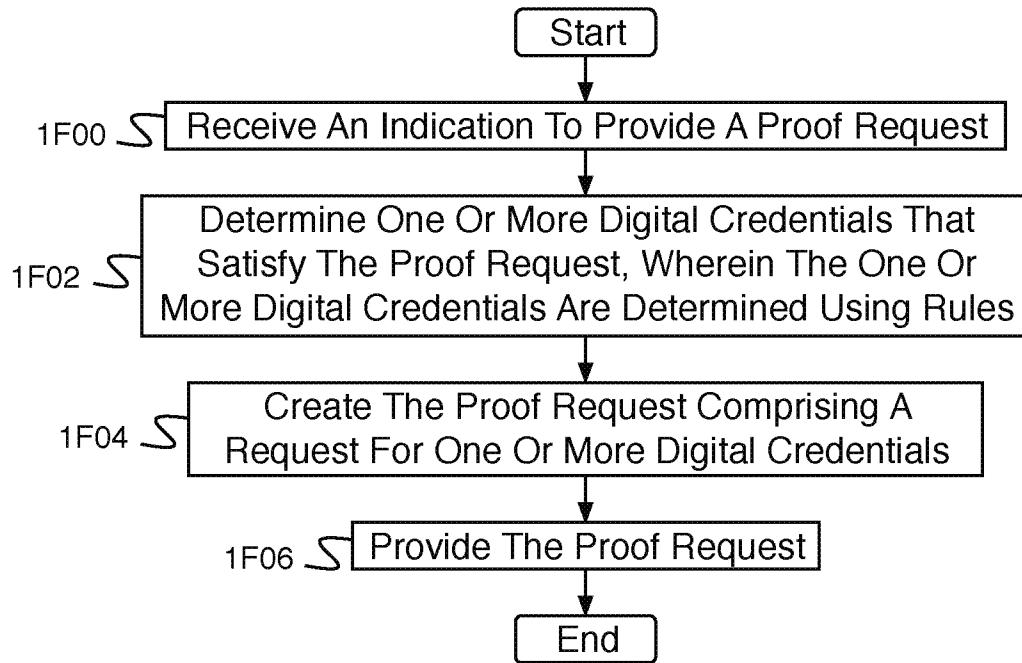 Start
1F00
Receive An Indication To Provide A Proof Request
1F02
Determine One Or More Digital Credentials That
Satisfy The Proof Request, Wherein The One Or
More Digital Credentials Are Determined Using Rules
1F04
Create The Proof Request Comprising A
Request For One Or More Digital Credentials
1F06
Provide The Proof Request
End